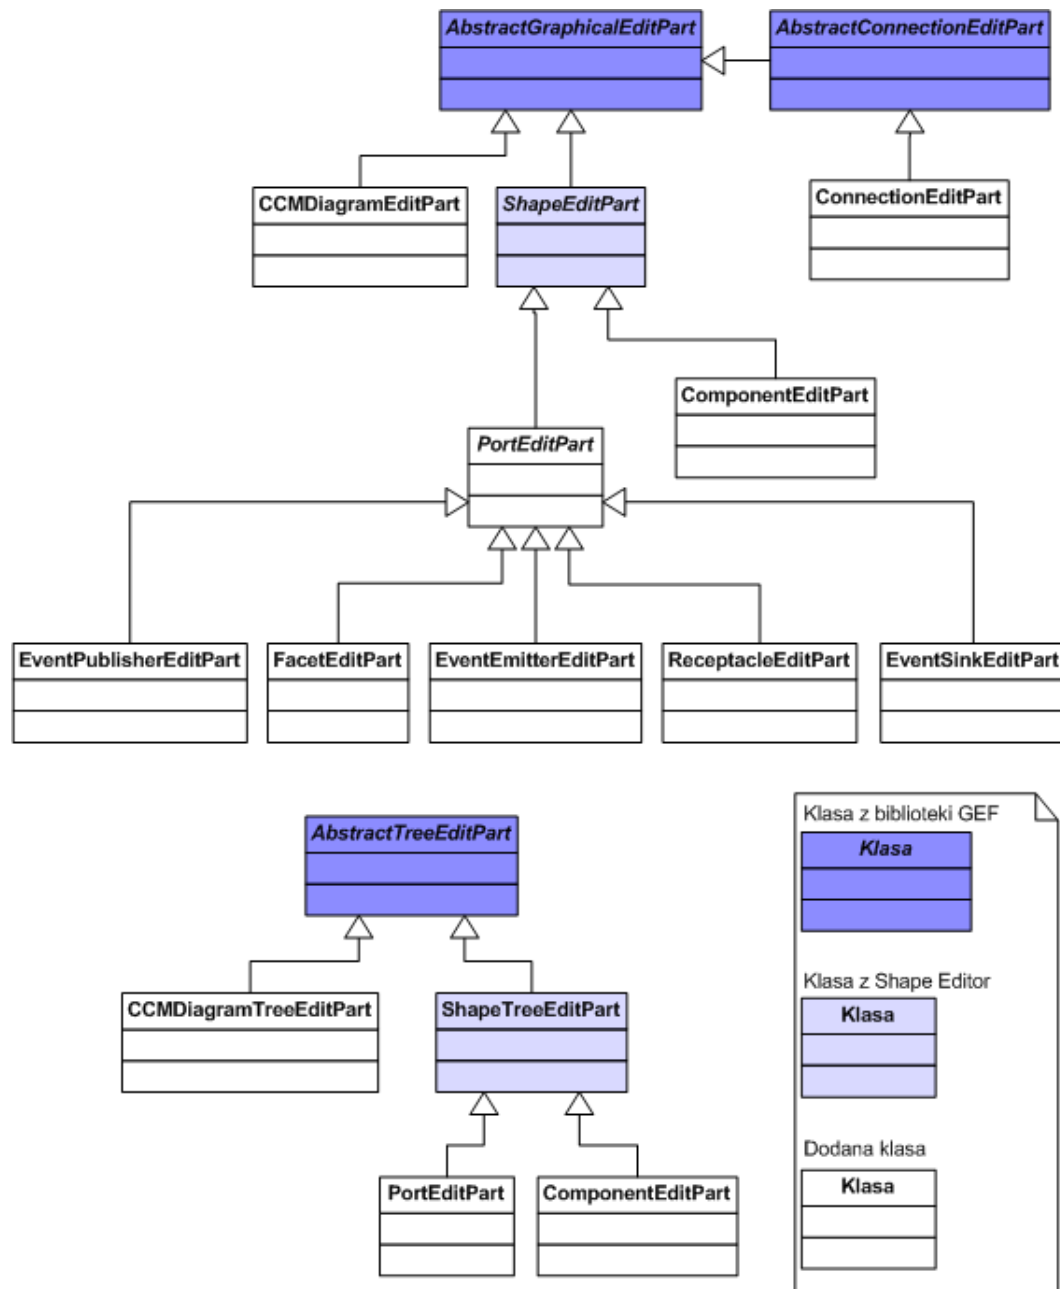 AbstractGraphicalEditPart
AbstractConnectionEditPart
CCMDiagramEditPart
ShapeEditPart
ConnectionEditPart
ComponentEditPart
PortEditPart
EventPublisherEditPart
FacetEditPart
EventEmitterEditPart
ReceptacleEditPart
EventSinkEditPart
AbstractTreeEditPart
CCMDiagramTreeEditPart
ShapeTreeEditPart
PortEditPart
ComponentEditPart
Klasa z biblioteki GEF
Klasa
Klasa z Shape Editor
Klasa
Dodana klasa
Klasa